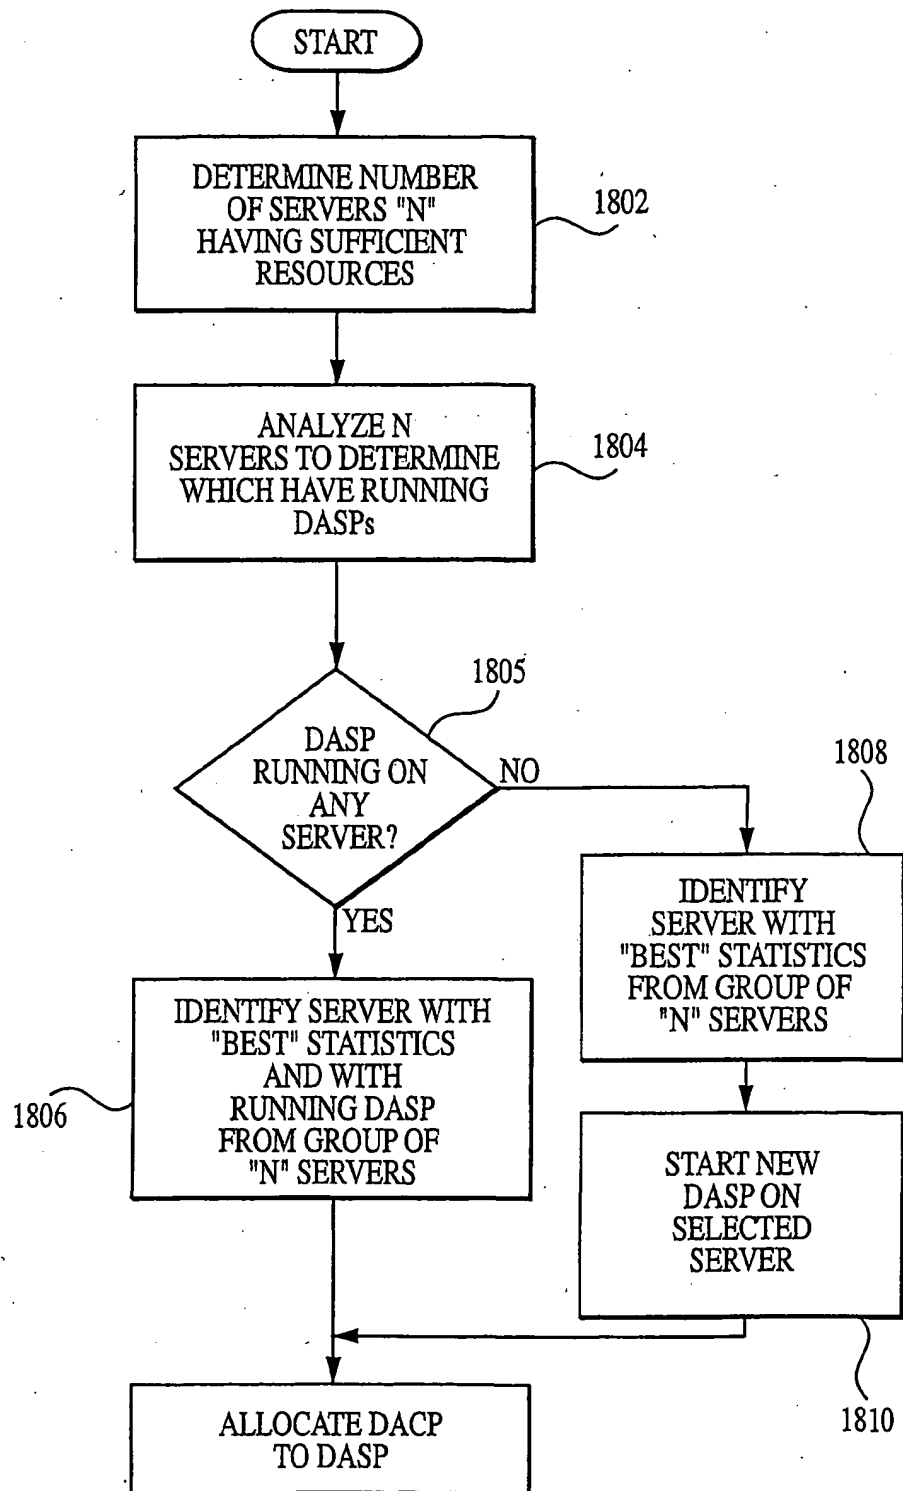 START
DETERMINE NUMBER
OF SERVERS "N"
HAVING SUFFICIENT
RESOURCES
1802
ANALYZE N
SERVERS TO DETERMINE
WHICH HAVE RUNNING
DASPs
1804
1805
DASP
RUNNING ON
ANY
SERVER?
NO
YES
1808
IDENTIFY
SERVER WITH
"BEST" STATISTICS
FROM GROUP OF
"N" SERVERS
IDENTIFY SERVER WITH
"BEST" STATISTICS
AND WITH
RUNNING DASP
FROM GROUP OF
"N" SERVERS
1806
START NEW
DASP ON
SELECTED
SERVER
1810
ALLOCATE DACP
TO DASP